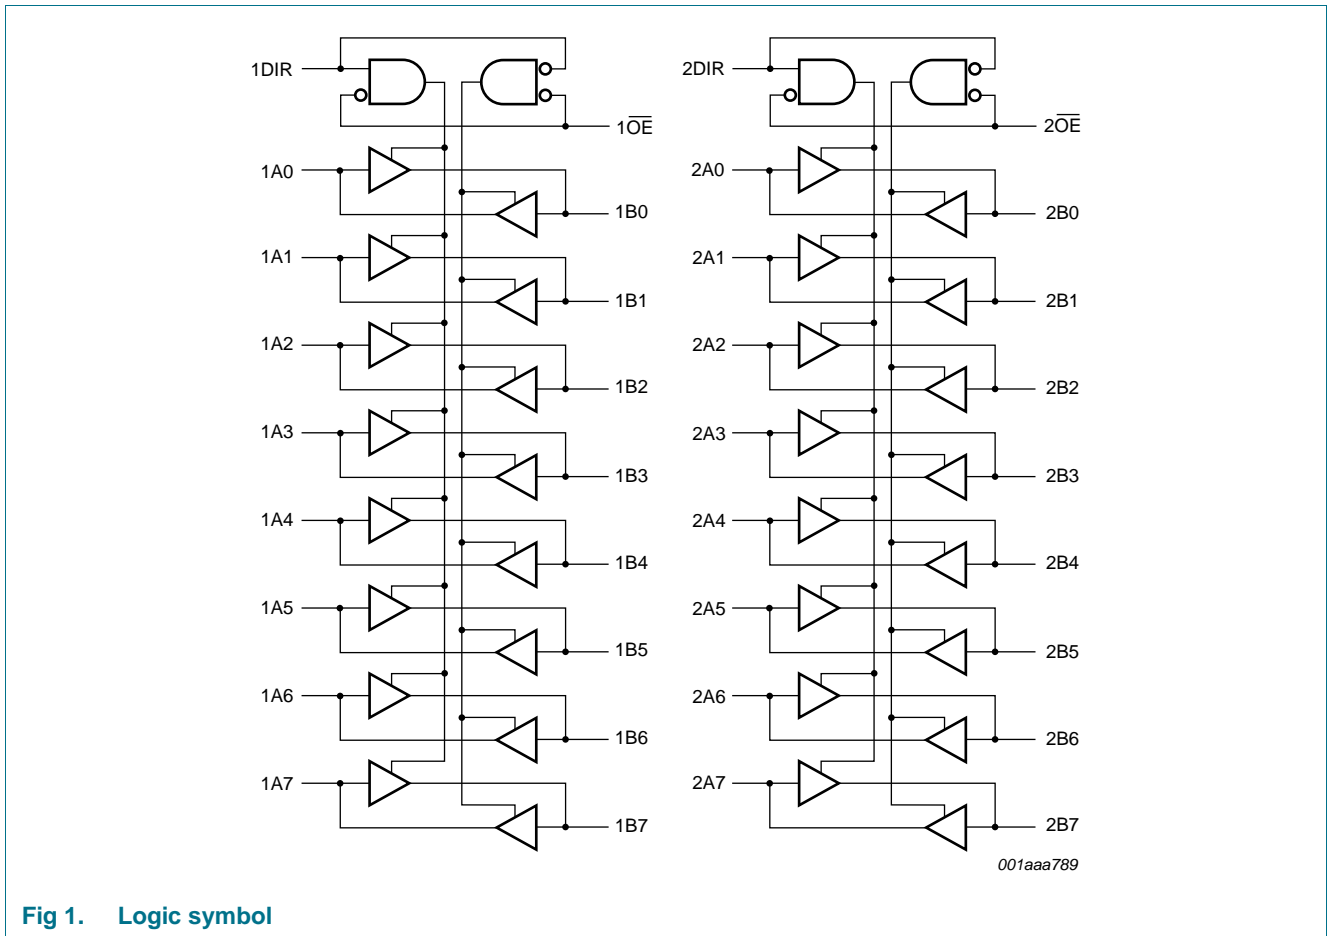 1DIR
1O̅E̅
1A0
1B0
1A1
1B1
1A2
1B2
1A3
1B3
1A4
1B4
1A5
1B5
1A6
1B6
1A7
1B7
2DIR
2O̅E̅
2A0
2B0
2A1
2B1
2A2
2B2
2A3
2B3
2A4
2B4
2A5
2B5
2A6
2B6
2A7
2B7
001aaa789
Fig 1. Logic symbol